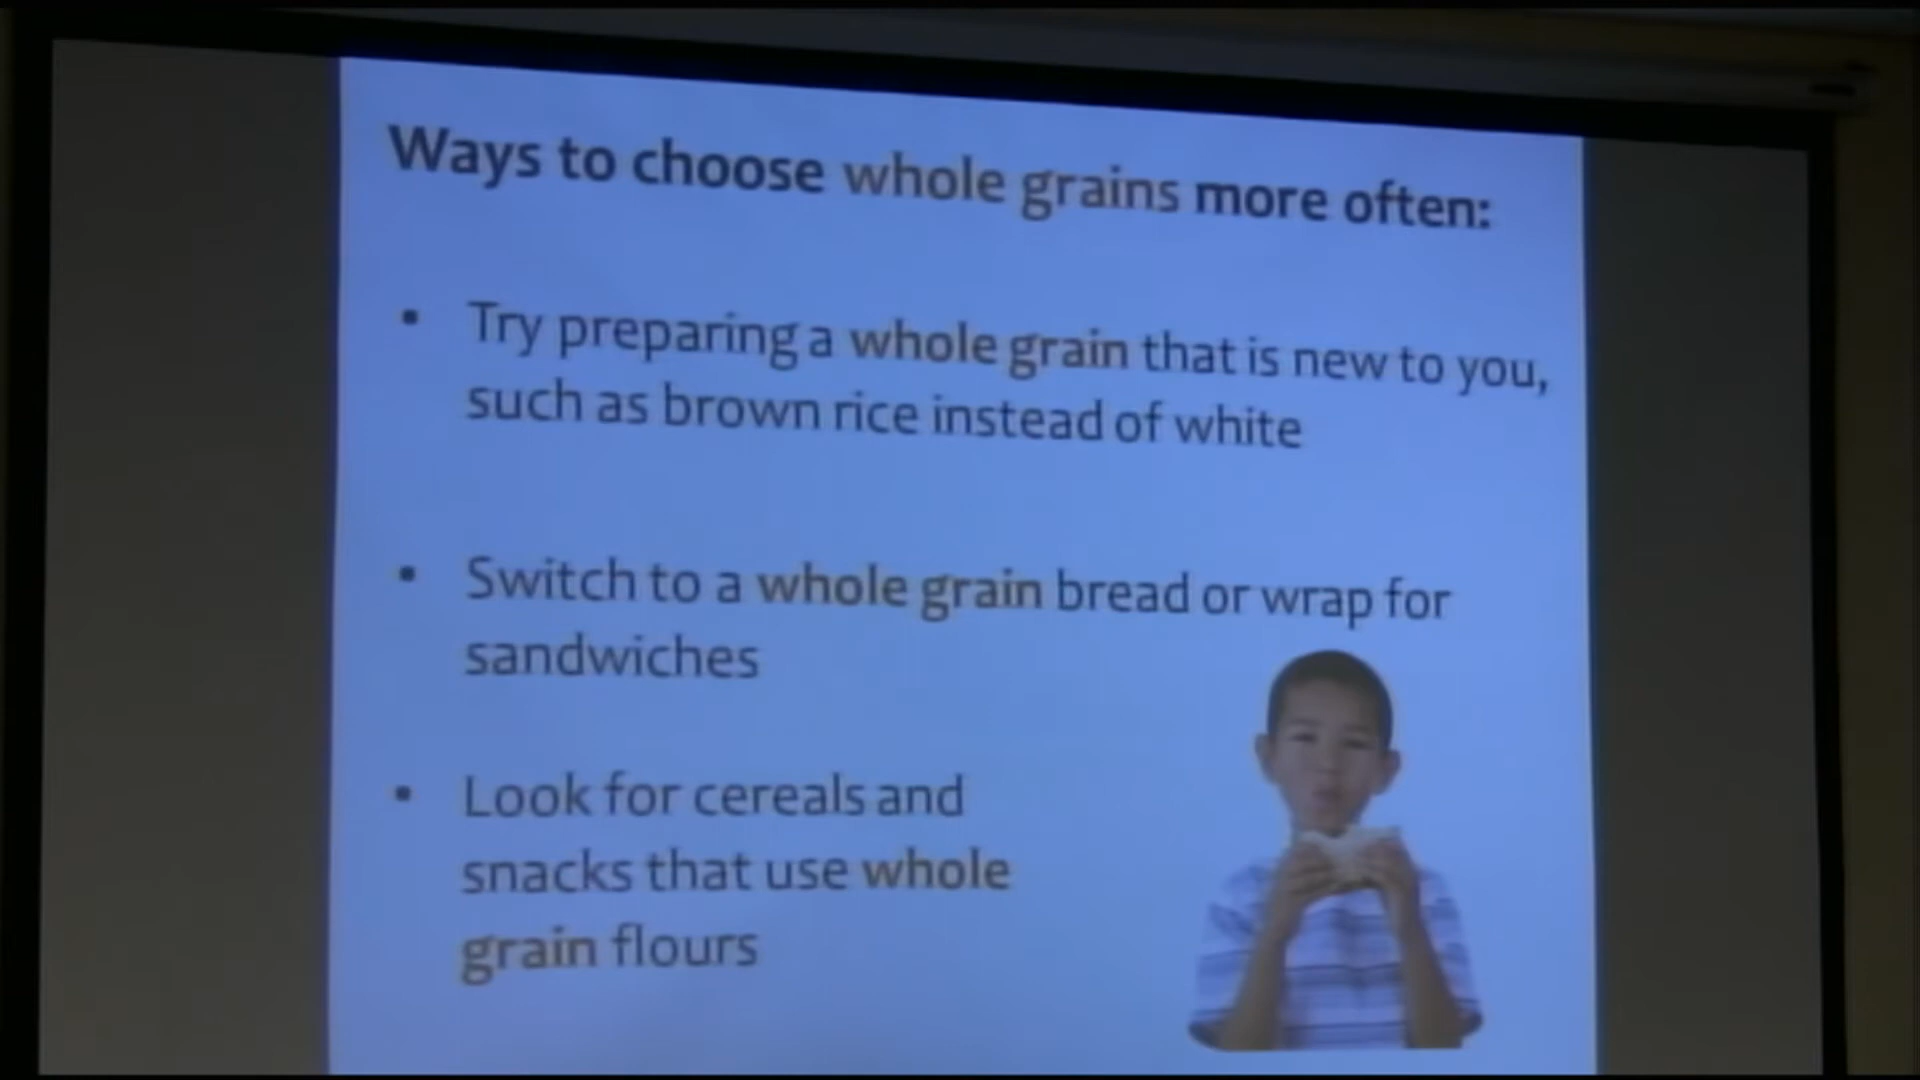 Ways to choose whole grains more often:
• Try preparing a whole grain that is new to you,
such as brown rice instead of white
• Switch to a whole grain bread or wrap for
sandwiches
• Look for cereals and
snacks that use whole
grain flours